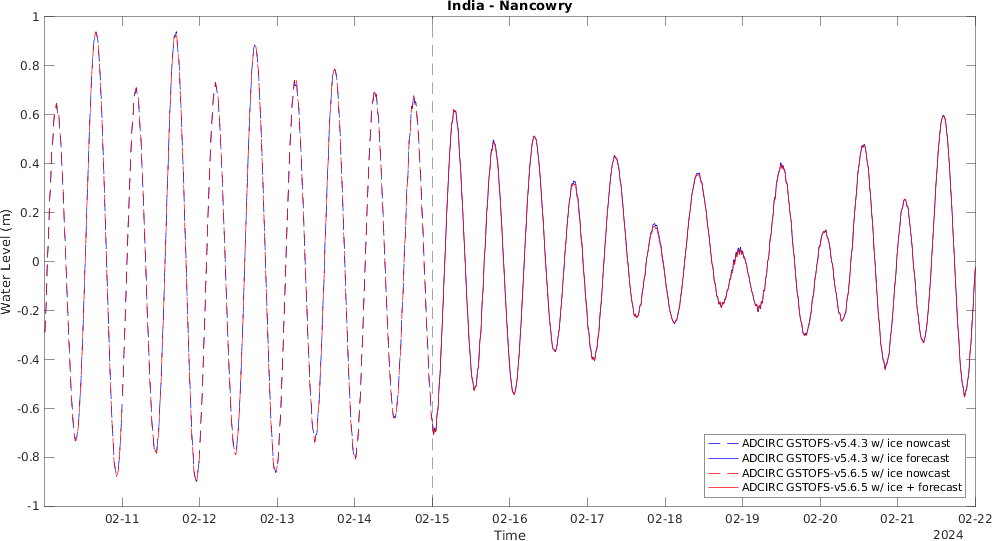 India - Nancowry
1
0.8
0.6
0.4
0.2
0
-0.2
-0.4
-0.6
-0.8
-1
Water Level (m)
02-11 02-12 02-13 02-14 02-15 02-16 02-17 02-18 02-19 02-20 02-21 02-22
Time
2024
ADCIRC GSTOFS-v5.4.3 w/ ice nowcast
ADCIRC GSTOFS-v5.4.3 w/ ice forecast
ADCIRC GSTOFS-v5.6.5 w/ ice nowcast
ADCIRC GSTOFS-v5.6.5 w/ ice + forecast